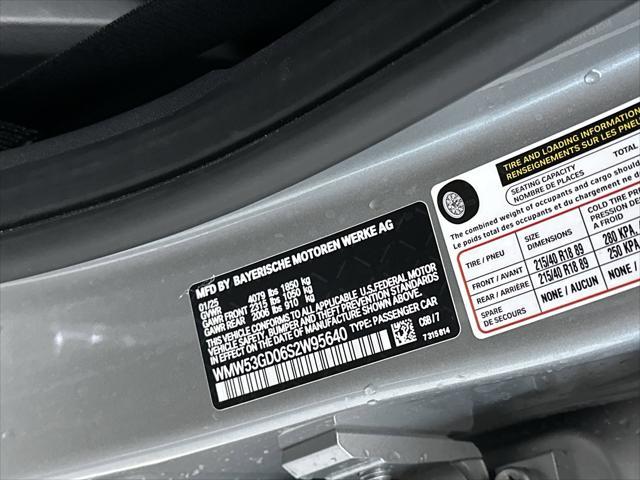 MFD BY BAYERISCHE MOTOREN WERKE AG
01/25
GVWR 4079 lbs 1850 kg
GAWR FRONT 2315 lbs 1050 kg
GAWR REAR 2006 lbs 910 kg
THIS VEHICLE CONFORMS TO ALL APPLICABLE U.S.FEDERAL MOTOR
VEHICLE SAFETY, BUMPER AND THEFT PREVENTION STANDARDS
IN EFFECT ON THE DATE OF MANUFACTURE SHOWN ABOVE
WMW53GD06S2W95640 TYPE: PASSENGER CAR
C6B / 7
7315614
TIRE AND LOADING INFORMATION
RENSEIGNEMENTS SUR LES PNEU
SEATING CAPACITY
NOMBRE DE PLACES
TOTAL
The combined weight of occupants and cargo should
Le poids total des occupants et du chargement ne doit
TIRE / PNEU
SIZE
DIMENSIONS
COLD TIRE
PRESSION DE
A FROID
FRONT / AVANT 215/40 R18 89 280 KPA,
REAR / ARRIÈRE 215/40 R18 89 250 KPA
SPARE
DE SECOURS
NONE / AUCUN NONE /